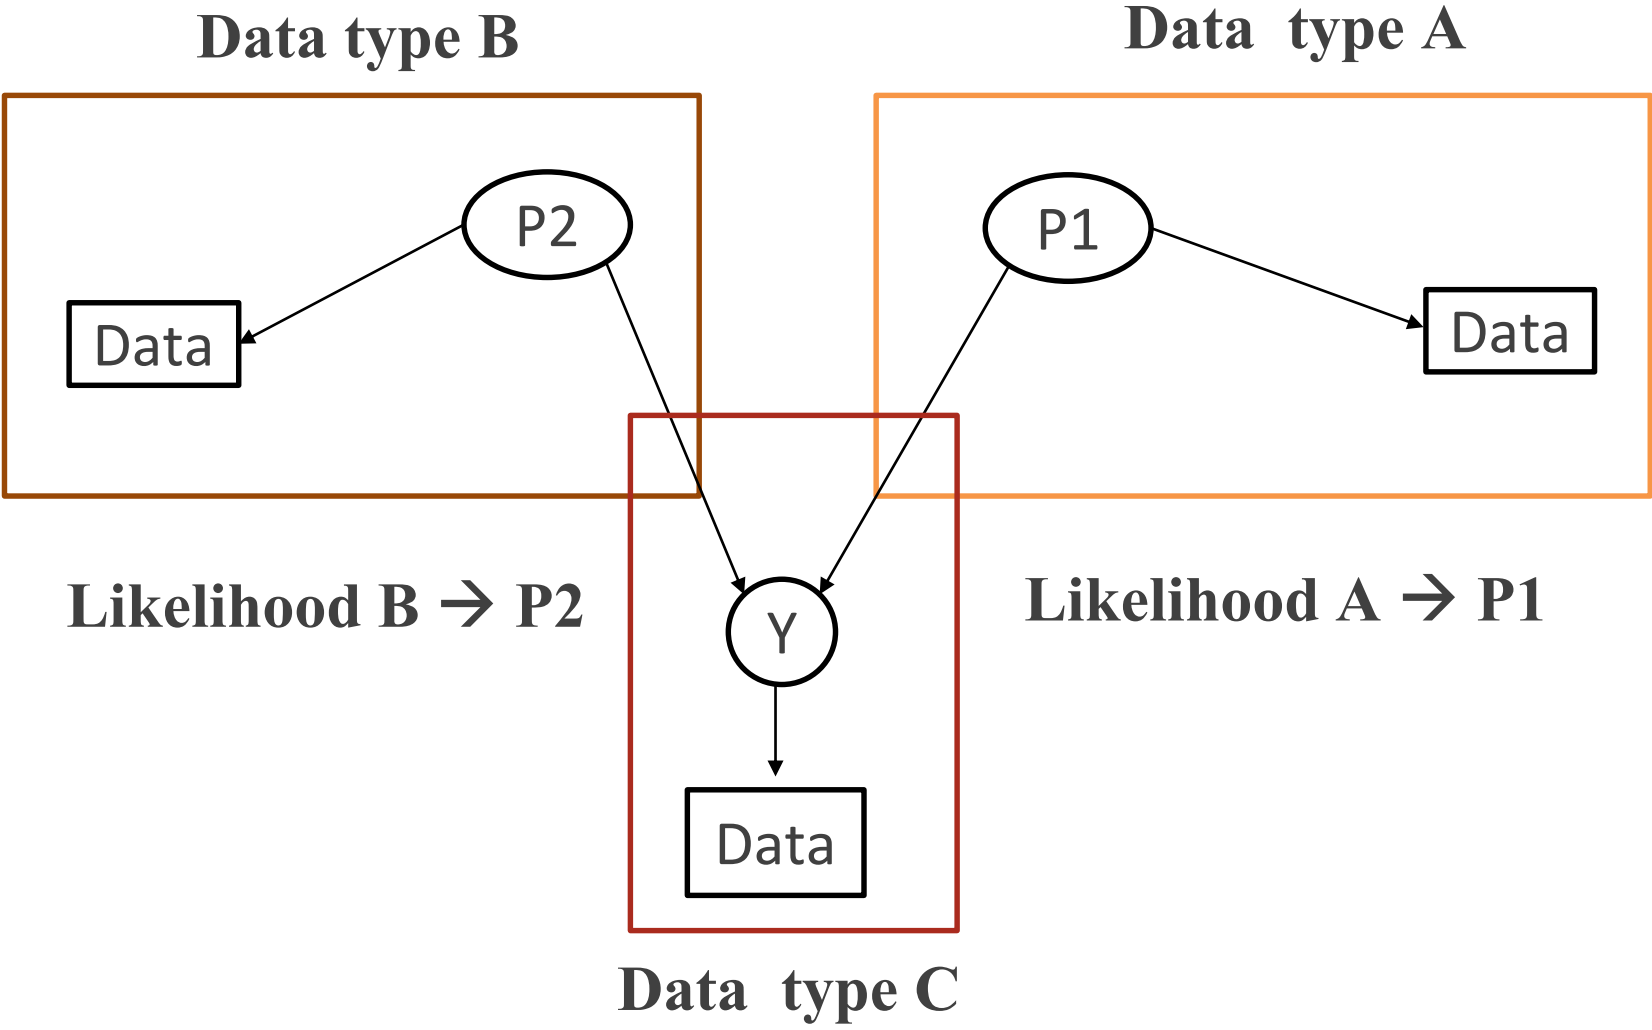 Data type B
Data type A
P2
P1
Data
Data
Likelihood B → P2
Likelihood A → P1
Y
Data
Data type C